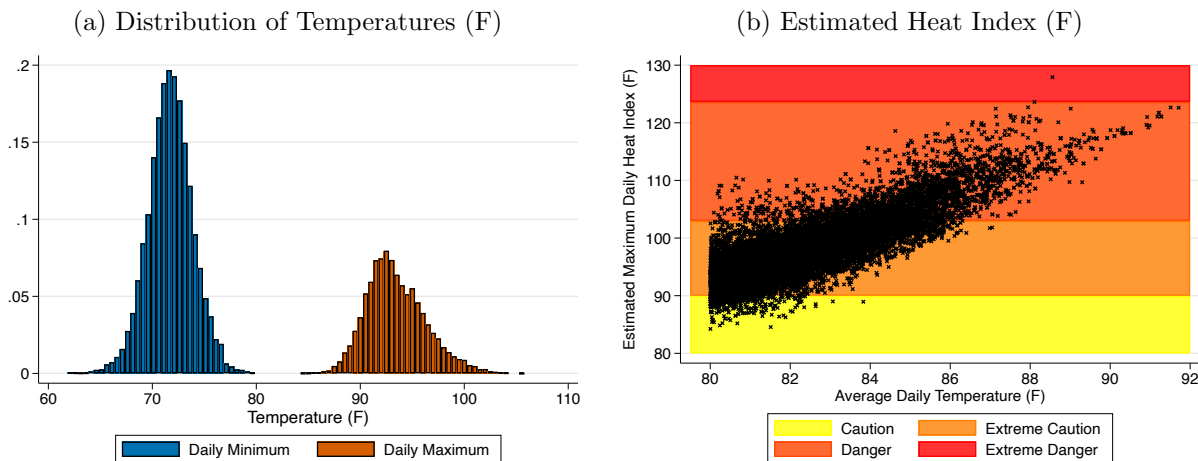 (a) Distribution of Temperatures (F)
.2
.1
.05
0
60
70
80
90
100
110
Temperature (F)
Daily Minimum
Daily Maximum
(b) Estimated Heat Index (F)
Estimated Maximum Daily Heat Index (F)
130
120
110
100
90
80
80
82
84
86
88
90
92
Average Daily Temperature (F)
Caution
Extreme Caution
Danger
Extreme Danger